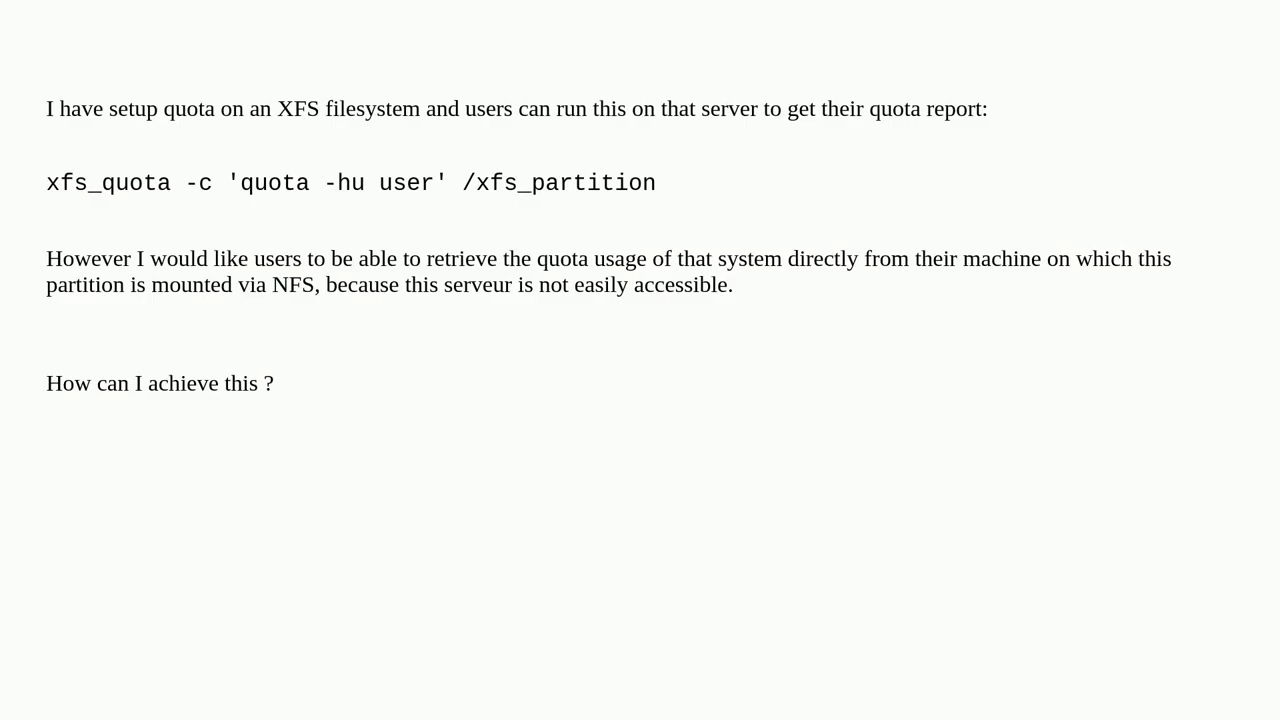 I have setup quota on an XFS filesystem and users can run this on that server to get their quota report:
xfs_quota -c 'quota -hu user' /xfs_partition
However I would like users to be able to retrieve the quota usage of that system directly from their machine on which this
partition is mounted via NFS, because this serveur is not easily accessible.
How can I achieve this ?